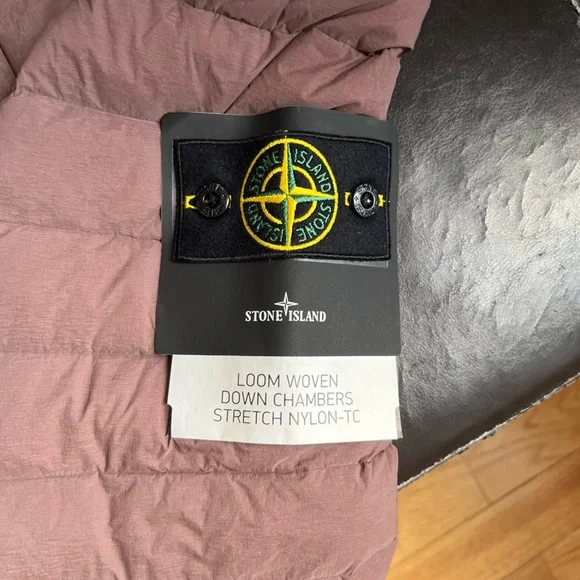 STONE ISLAND
STONE ISLAND
STONE ISLAND
LOOM WOVEN
DOWN CHAMBERS
STRETCH NYLON-TC